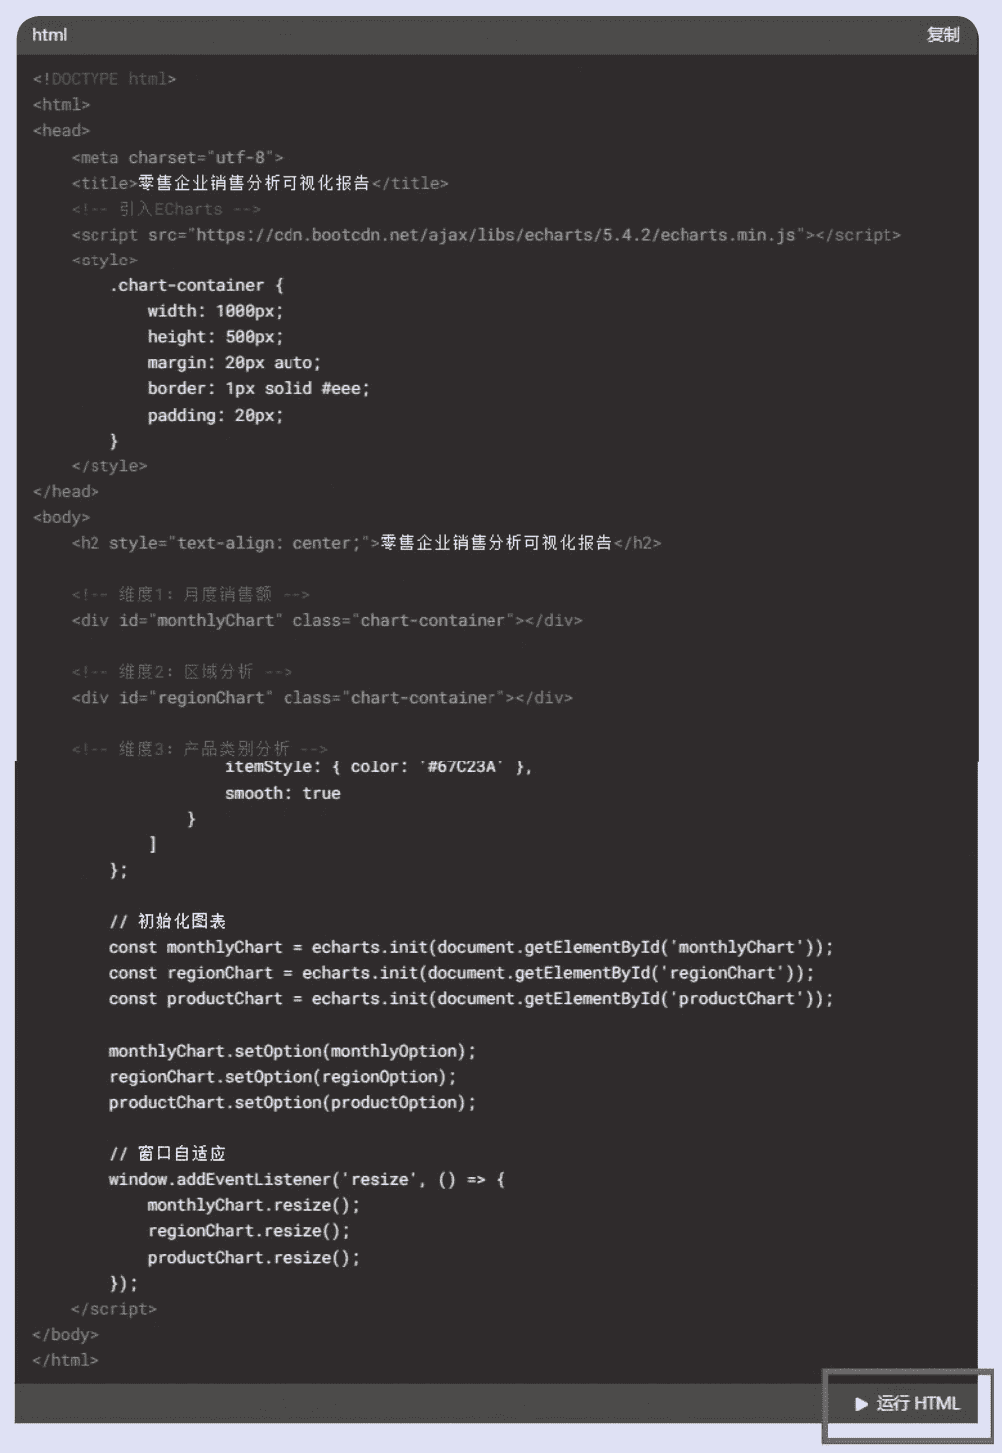 html
复制
<!DOCTYPE html>
<html>
<head>
    <meta charset="utf-8">
    <title>零售企业销售分析可视化报告</title>
    <!-- 引入ECharts -->
    <script src="https://cdn.bootcdn.net/ajax/libs/echarts/5.4.2/echarts.min.js"></script>
    <style>
        .chart-container {
            width: 1000px;
            height: 500px;
            margin: 20px auto;
            border: 1px solid #eee;
            padding: 20px;
        }
    </style>
</head>
<body>
    <h2 style="text-align: center;">零售企业销售分析可视化报告</h2>
    <!-- 维度1: 月度销售额 -->
    <div id="monthlyChart" class="chart-container"></div>
    <!-- 维度2: 区域分析 -->
    <div id="regionChart" class="chart-container"></div>
    <!-- 维度3: 产品类别分析 -->
                    itemStyle: { color: '#67C23A' },
                    smooth: true
                }
            ]
        };
        // 初始化图表
        const monthlyChart = echarts.init(document.getElementById('monthlyChart'));
        const regionChart = echarts.init(document.getElementById('regionChart'));
        const productChart = echarts.init(document.getElementById('productChart'));
        monthlyChart.setOption(monthlyOption);
        regionChart.setOption(regionOption);
        productChart.setOption(productOption);
        // 窗口自适应
        window.addEventListener('resize', () => {
            monthlyChart.resize();
            regionChart.resize();
            productChart.resize();
        });
    </script>
</body>
</html>
▶ 运行 HTML